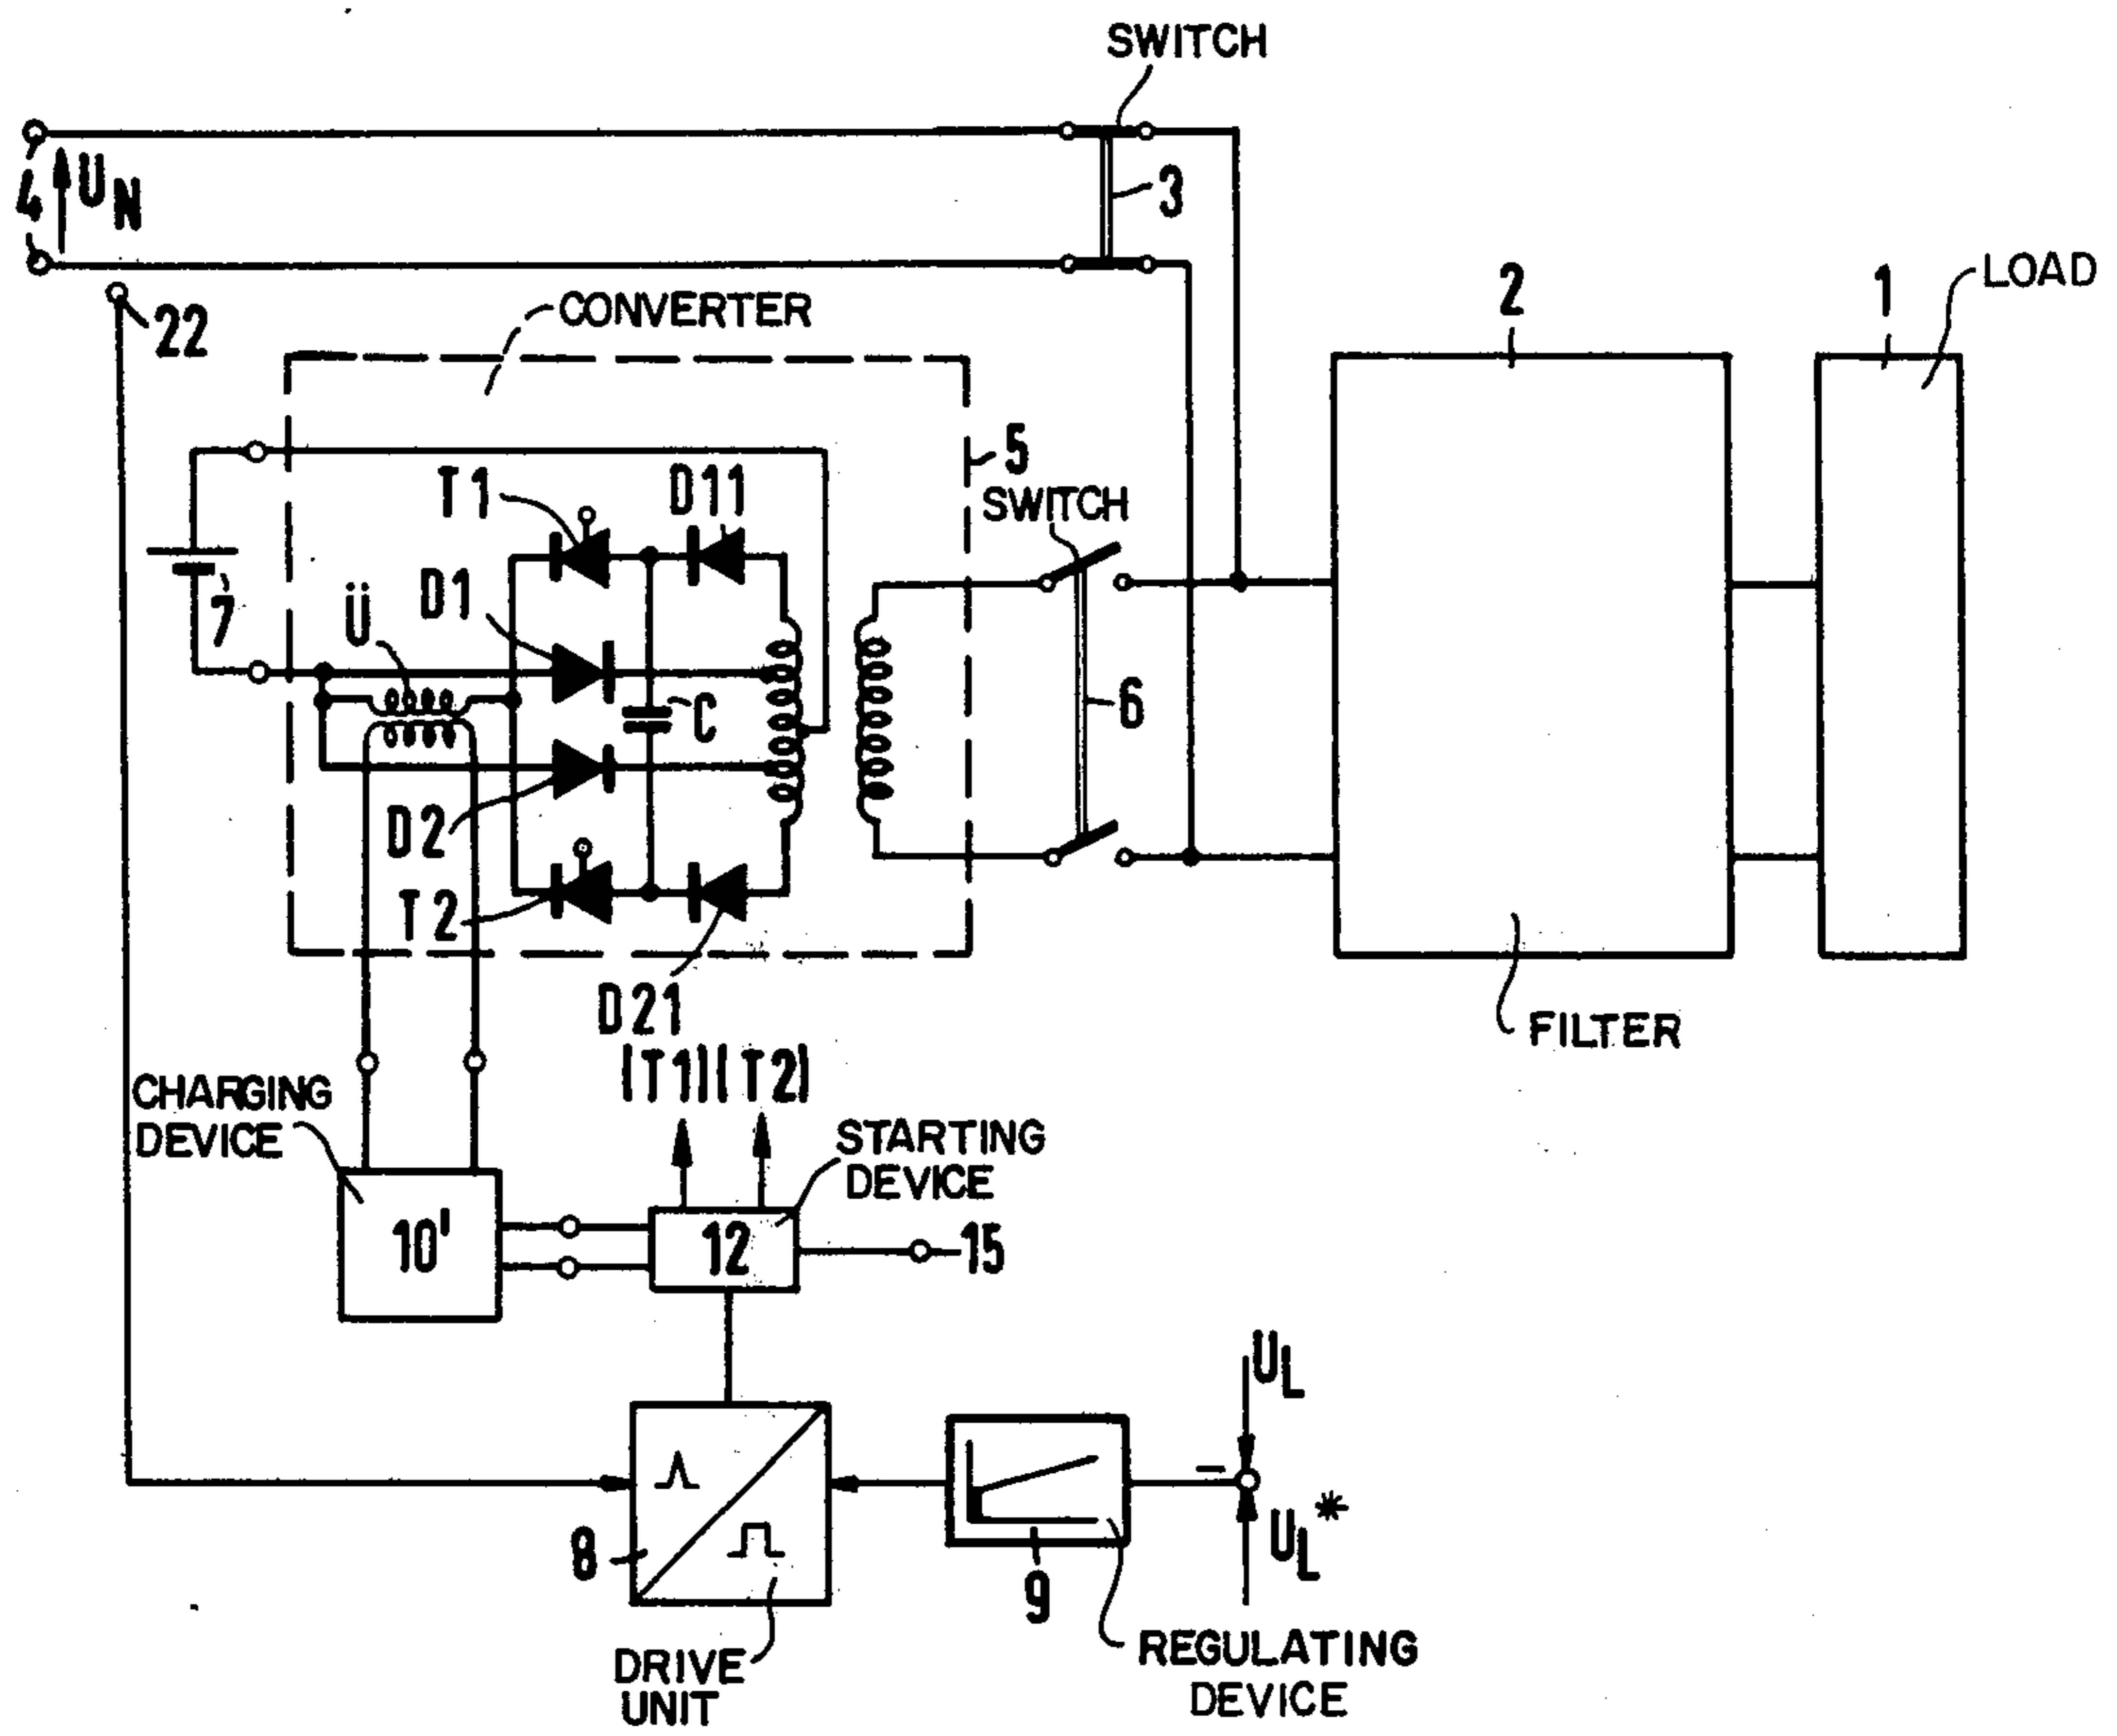 SWITCH
3
4
U_N
22
CONVERTER
2
1
LOAD
5
T1
D11
SWITCH
7
Ü
D1
C
6
D2
T2
D21
FILTER
(T1)(T2)
CHARGING
DEVICE
STARTING
DEVICE
10'
12
15
U_L
U_L*
−
8
9
DRIVE
UNIT
REGULATING
DEVICE